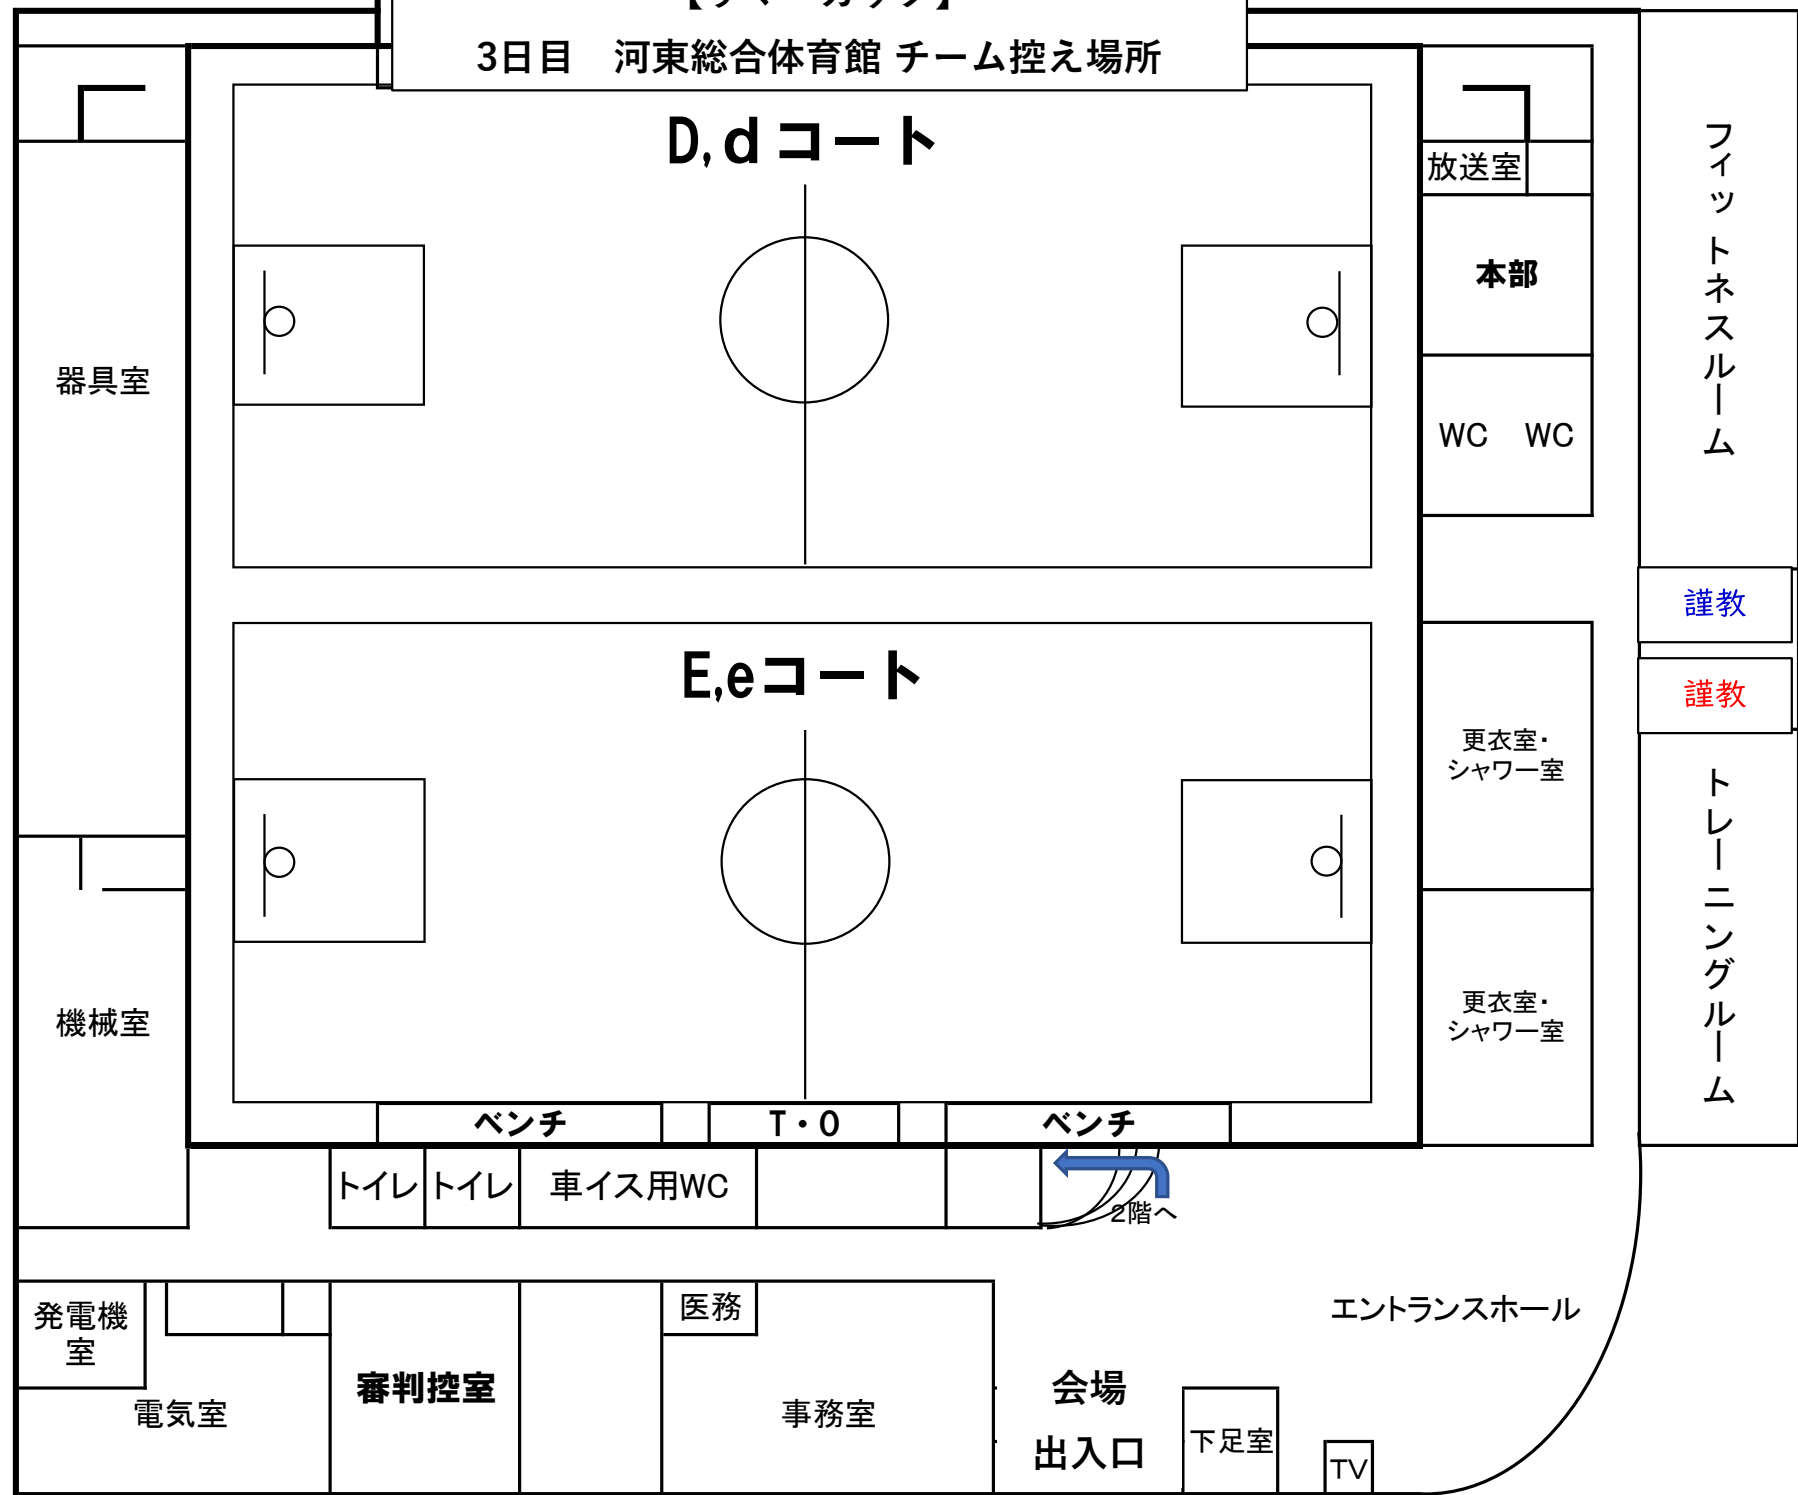 3日目　河東総合体育館 チーム控え場所
D,dコート
放送室
本部
WC　WC
フィットネスルーム
器具室
謹教
謹教
E,eコート
更衣室・
シャワー室
トレーニングルーム
機械室
更衣室・
シャワー室
ベンチ
T・O
ベンチ
トイレ
トイレ
車イス用WC
2階へ
発電機
室
電気室
審判控室
医務
事務室
エントランスホール
会場
出入口
下足室
TV